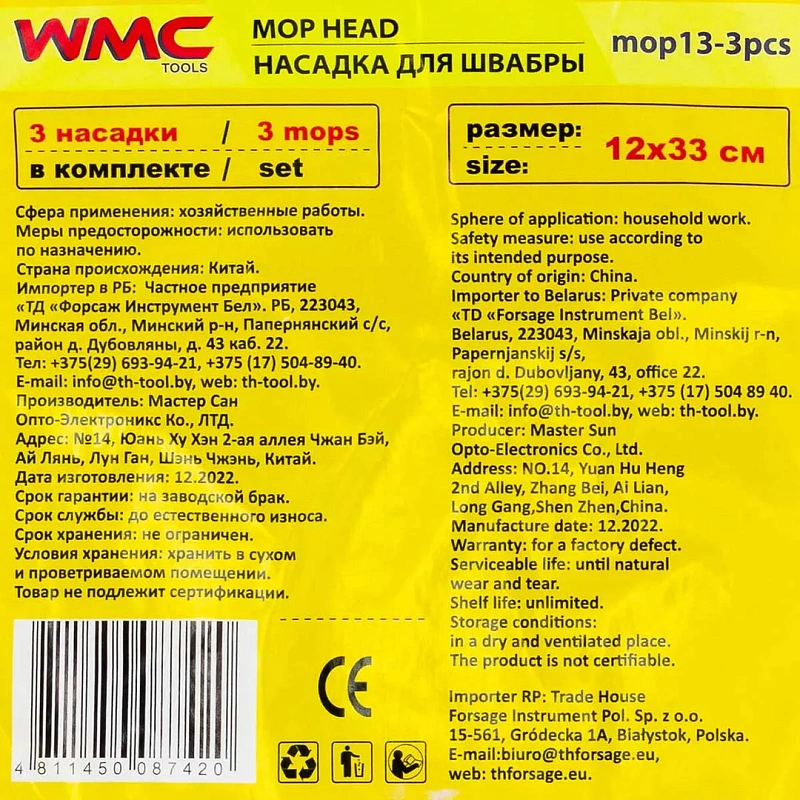 WMC
TOOLS
MOP HEAD
НАСАДКА ДЛЯ ШВАБРЫ
mop13-3pcs
3 насадки / 3 mops
в комплекте / set
размер:
size:
12х33 см
Сфера применения: хозяйственные работы.
Меры предосторожности: использовать
по назначению.
Страна происхождения: Китай.
Импортер в РБ: Частное предприятие
«ТД «Форсаж Инструмент Бел». РБ, 223043,
Минская обл., Минский р-н, Папернянский с/с,
район д. Дубовляны, д. 43 каб. 22.
Тел: +375(29) 693-94-21, +375 (17) 504-89-40.
E-mail: info@th-tool.by, web: th-tool.by.
Производитель: Мастер Сан
Опто-Электроникс Ко., ЛТД.
Адрес: №14, Юань Ху Хэн 2-ая аллея Чжан Бэй,
Ай Лянь, Лун Ган, Шэнь Чжэнь, Китай.
Дата изготовления: 12.2022.
Срок гарантии: на заводской брак.
Срок службы: до естественного износа.
Срок хранения: не ограничен.
Условия хранения: хранить в сухом
и проветриваемом помещении.
Товар не подлежит сертификации.
4 811450 087420
CE
Sphere of application: household work.
Safety measure: use according to
its intended purpose.
Country of origin: China.
Importer to Belarus: Private company
«TD «Forsage Instrument Bel».
Belarus, 223043, Minskaja obl., Minskij r-n,
Papernjanskij s/s,
rajon d. Dubovljany, 43, office 22.
Tel: +375(29) 693-94-21, +375 (17) 504 89 40.
E-mail: info@th-tool.by, web: th-tool.by.
Producer: Master Sun
Opto-Electronics Co., Ltd.
Address: NO.14, Yuan Hu Heng
2nd Alley, Zhang Bei, Ai Lian,
Long Gang,Shen Zhen,China.
Manufacture date: 12.2022.
Warranty: for a factory defect.
Serviceable life: until natural
wear and tear.
Shelf life: unlimited.
Storage conditions:
in a dry and ventilated place.
The product is not certifiable.
Importer RP: Trade House
Forsage Instrument Pol. Sp. z o.o.
15-561, Gródecka 1A, Białystok, Polska.
E-mail:biuro@thforsage.eu,
web: thforsage.eu.